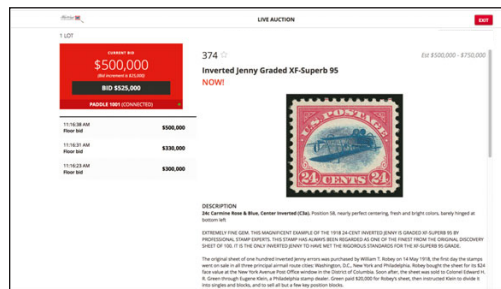 LIVE AUCTION
EXIT
1 LOT
CURRENT BID
$500,000
(Bid increment is $25,000)
BID $525,000
PADDLE 1001 (CONNECTED)
11:16:38 AM
Floor bid
$500,000
11:16:31 AM
Floor bid
$330,000
11:16:23 AM
Floor bid
$300,000
374
Est $500,000 - $750,000
Inverted Jenny Graded XF-Superb 95
NOW!
U.S. POSTAGE
24 CENTS 24
DESCRIPTION
24c Carmine Rose & Blue, Center Inverted (C3a). Position 58, nearly perfect centering, fresh and bright colors, barely hinged at
bottom left
EXTREMELY FINE GEM. THIS MAGNIFICENT EXAMPLE OF THE 1918 24-CENT INVERTED JENNY IS GRADED XF-SUPERB 95 BY
PROFESSIONAL STAMP EXPERTS. THIS STAMP HAS ALWAYS BEEN REGARDED AS ONE OF THE FINEST FROM THE ORIGINAL DISCOVERY
SHEET OF 100. IT IS THE ONLY INVERTED JENNY TO HAVE MET THE RIGOROUS STANDARDS FOR THE XF-SUPERB 95 GRADE.
The original sheet of one hundred inverted Jenny errors was purchased by William T. Robey on 14 May 1918, the first day the stamps
went on sale in all three principal airmail route cities: Washington, D.C., New York and Philadelphia. Robey bought the sheet for its $24
face value at the New York Avenue Post Office window in the District of Columbia. Soon after, the sheet was sold to Colonel Edward H.
R. Green through Eugene Klein, a Philadelphia stamp dealer. Green paid $20,000 for Robey's sheet, then instructed Klein to divide it
into singles and blocks, and to sell all but a few key position blocks.